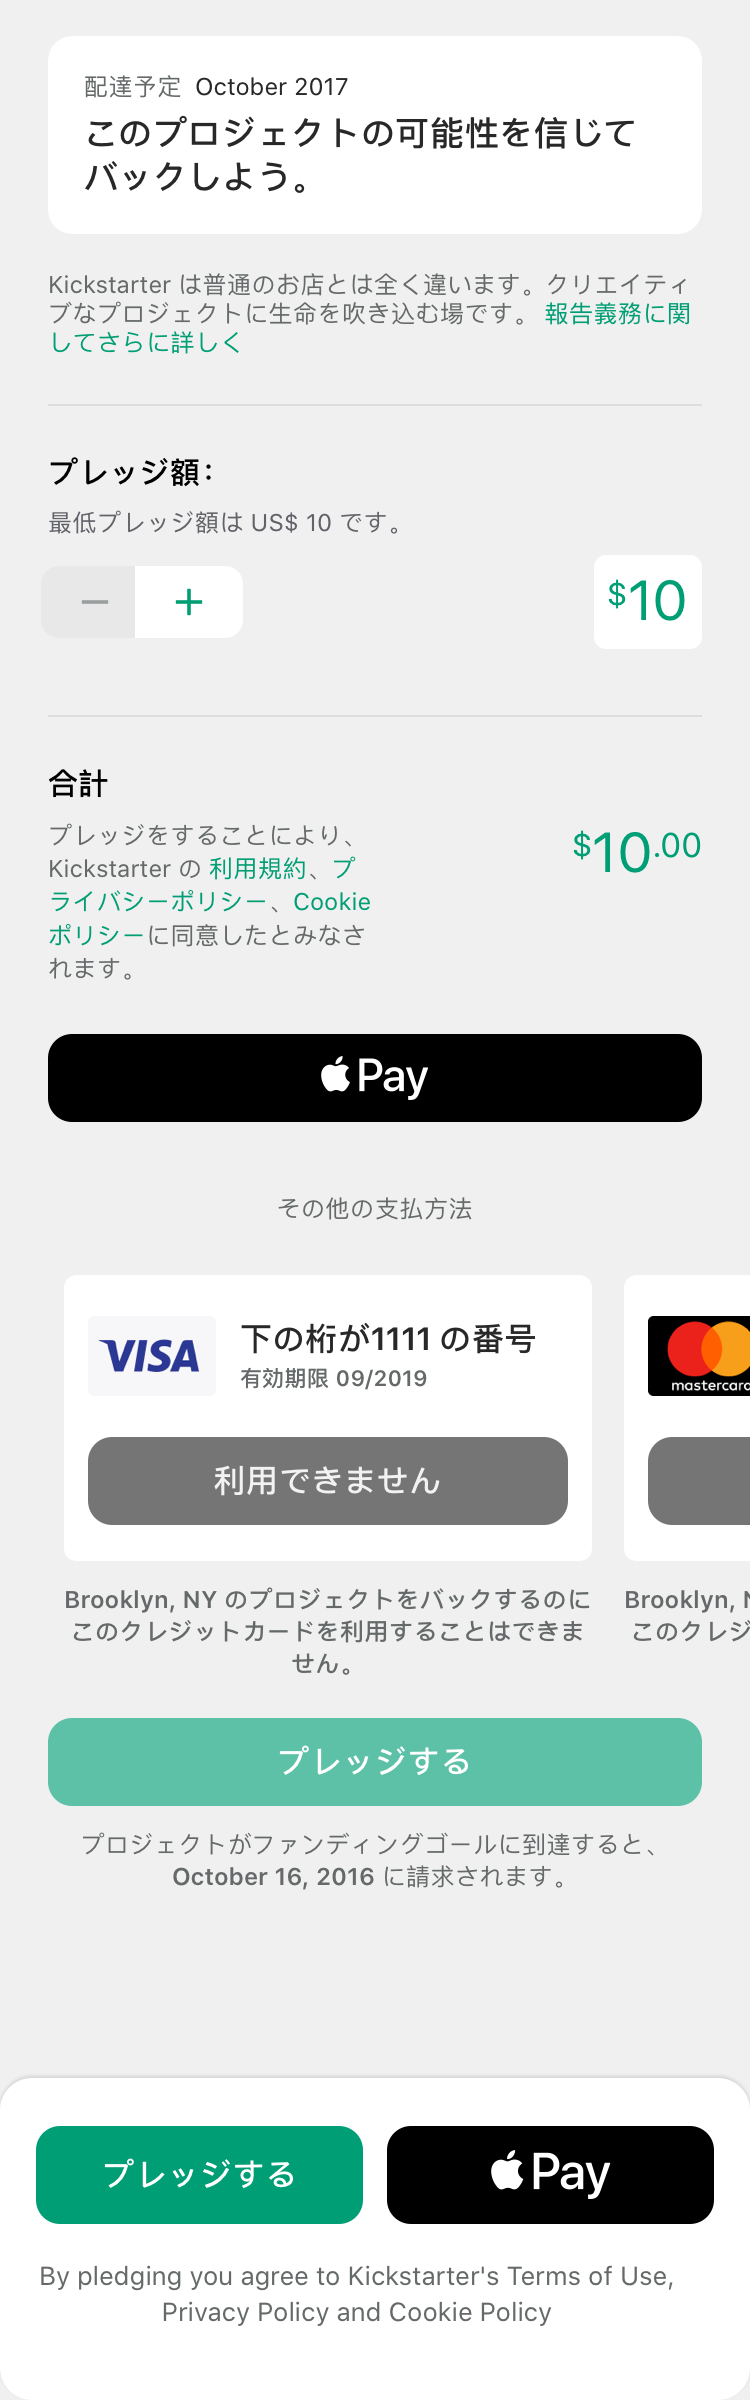 配達予定 October 2017
このプロジェクトの可能性を信じて
バックしよう。
Kickstarter は普通のお店とは全く違います。クリエイティ
ブなプロジェクトに生命を吹き込む場です。 報告義務に関
してさらに詳しく
プレッジ額：
最低プレッジ額は US$ 10 です。
− +
$10
合計
プレッジをすることにより、
Kickstarter の 利用規約、プ
ライバシーポリシー、Cookie
ポリシーに同意したとみなさ
れます。
$10.00
Pay
その他の支払方法
VISA
下の桁が1111 の番号
有効期限 09/2019
利用できません
Brooklyn, NY のプロジェクトをバックするのに
このクレジットカードを利用することはできま
せん。
mastercard
Brooklyn,
このクレジ
プレッジする
プロジェクトがファンディングゴールに到達すると、
October 16, 2016 に請求されます。
プレッジする
Pay
By pledging you agree to Kickstarter's Terms of Use,
Privacy Policy and Cookie Policy